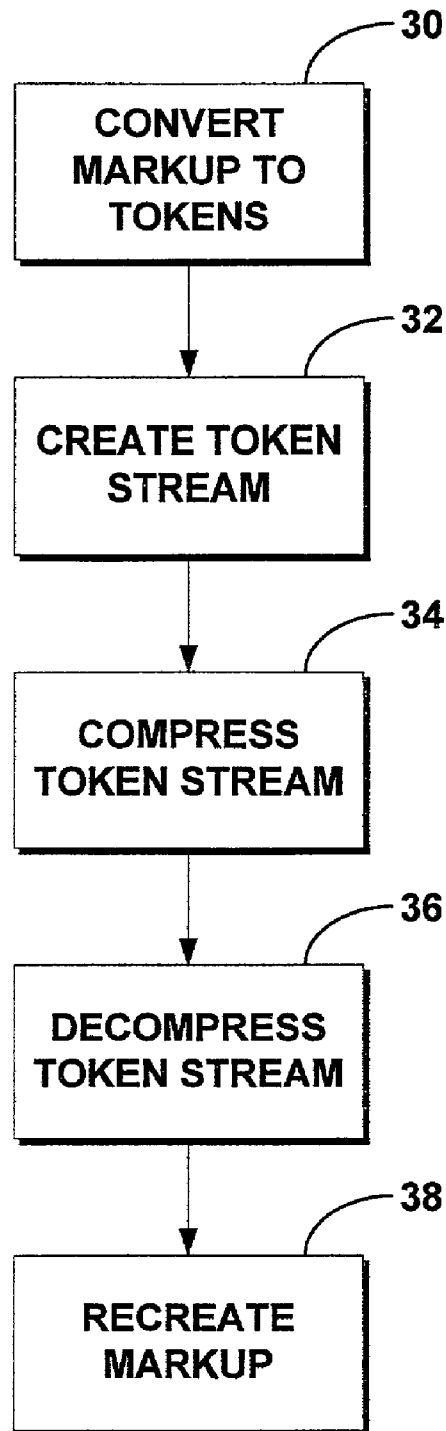 30
CONVERT
MARKUP TO
TOKENS
32
CREATE TOKEN
STREAM
34
COMPRESS
TOKEN STREAM
36
DECOMPRESS
TOKEN STREAM
38
RECREATE
MARKUP